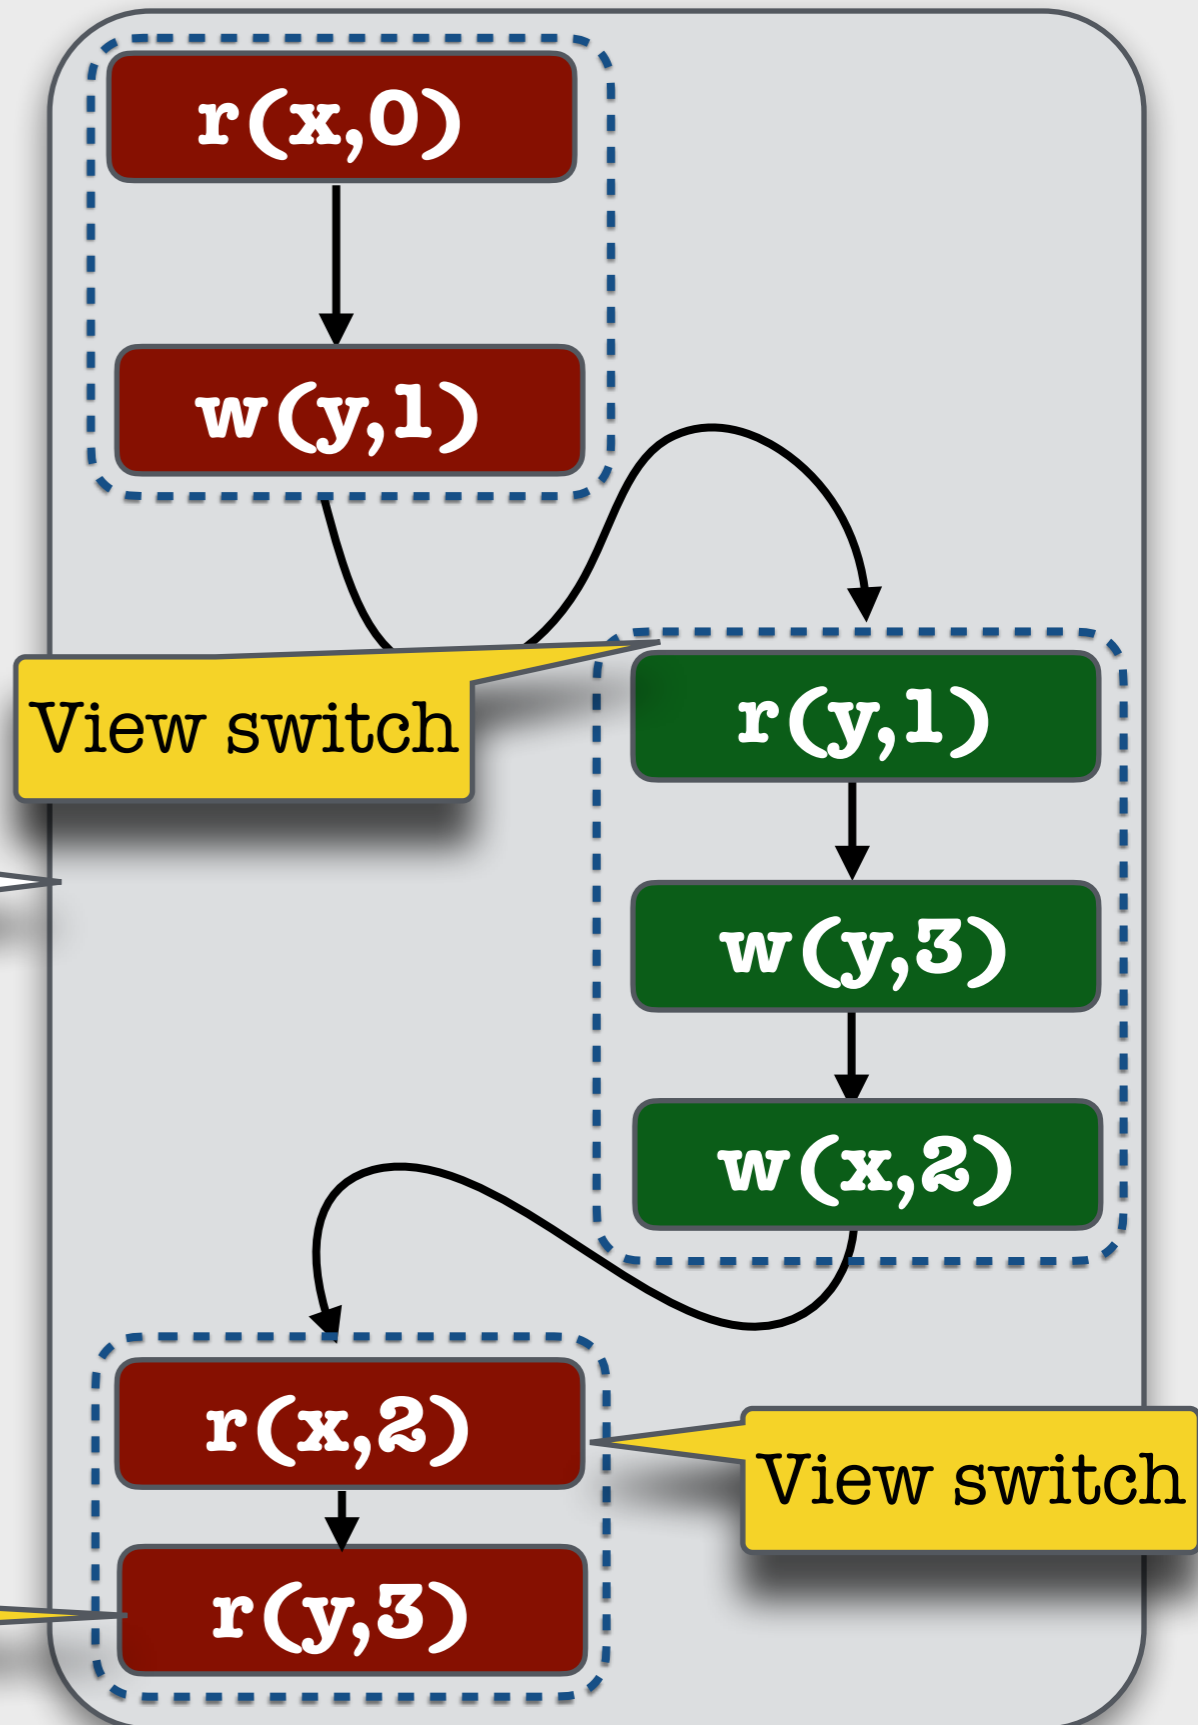 r(x,0)
w(y,1)
View switch
r(y,1)
w(y,3)
w(x,2)
r(x,2)
View switch
r(y,3)